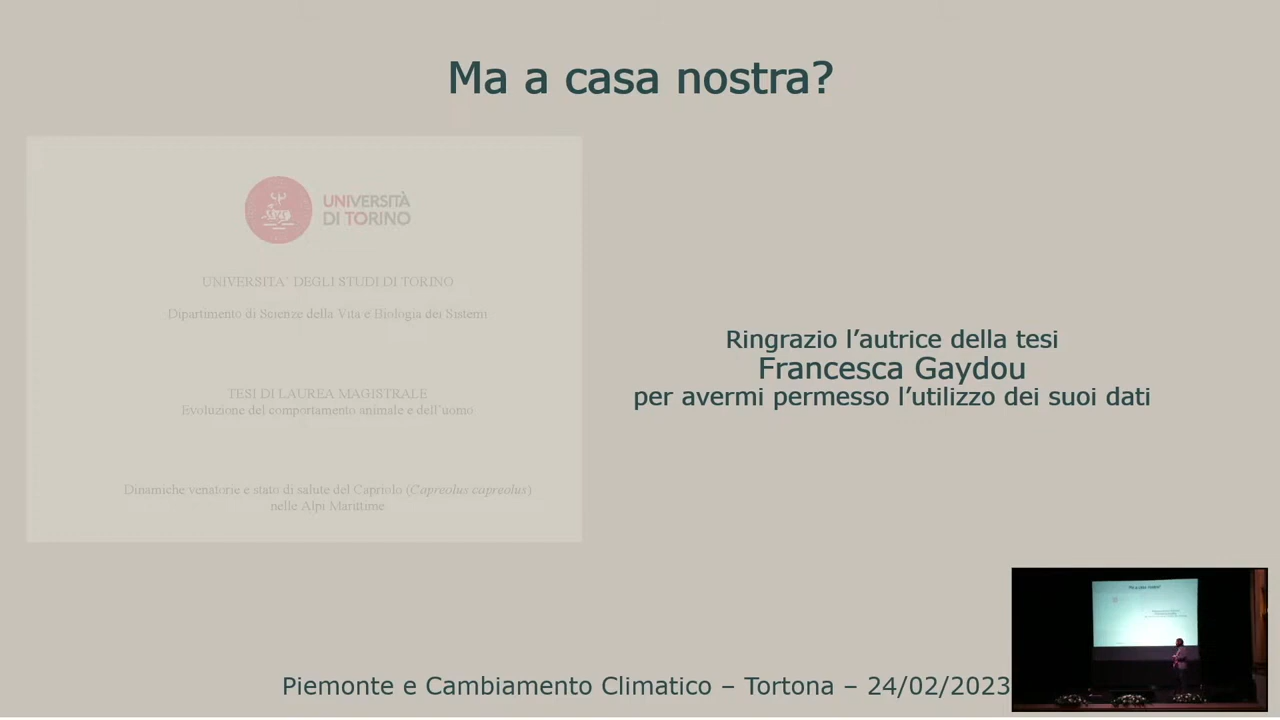 Ma a casa nostra?
UNIVERSITÀ
DI TORINO
UNIVERSITA' DEGLI STUDI DI TORINO
Dipartimento di Scienze della Vita e Biologia dei Sistemi
TESI DI LAUREA MAGISTRALE
Evoluzione del comportamento animale e dell'uomo
Dinamiche venatorie e stato di salute del Capriolo (Capreolus capreolus)
nelle Alpi Marittime
Ringrazio l’autrice della tesi
Francesca Gaydou
per avermi permesso l’utilizzo dei suoi dati
Piemonte e Cambiamento Climatico – Tortona – 24/02/2023